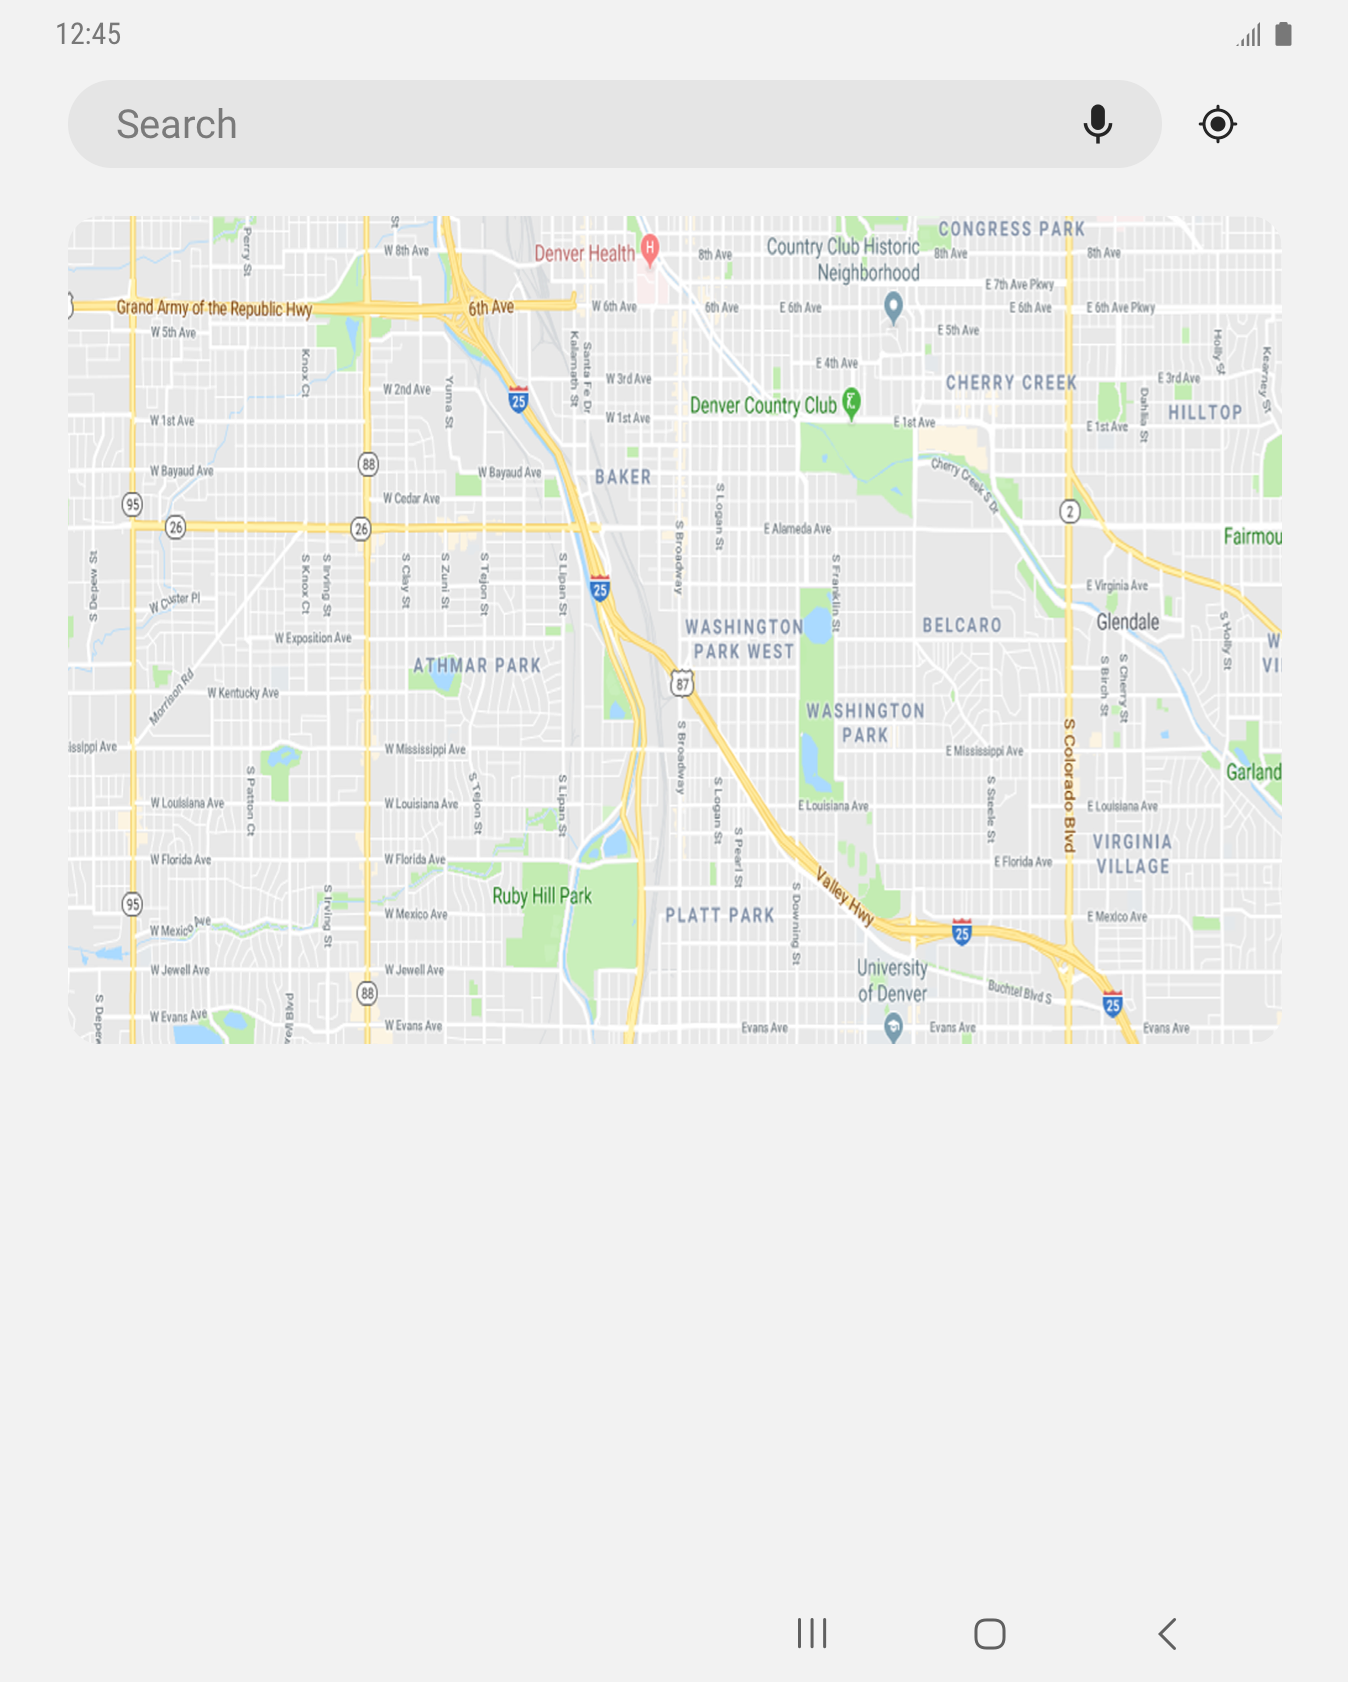 12:45
Search
CONGRESS PARK
Perry St
St
W 8th Ave
Denver Health
H
8th Ave
Country Club Historic
Neighborhood
8th Ave
8th Ave
E 7th Ave Pkwy
Grand Army of the Republic Hwy
6th Ave
W 6th Ave
6th Ave
E 6th Ave
E 6th Ave
E 6th Ave Pkwy
W 5th Ave
E 5th Ave
Knox Ct
Kalamath St
Santa Fe Dr
E 4th Ave
Holly St
Kearney St
W 2nd Ave
Yuma St
25
W 3rd Ave
CHERRY CREEK
E 3rd Ave
Denver Country Club
Dahlia St
HILLTOP
W 1st Ave
W 1st Ave
E 1st Ave
E 1st Ave
W Bayaud Ave
88
W Bayaud Ave
BAKER
Cherry Creek S Dr
W Cedar Ave
S Logan St
95
26
26
E Alameda Ave
2
Fairmou
S Depew St
S Knox Ct
S Irving St
S Clay St
S Zuni St
S Tejon St
S Lipan St
25
S Broadway
S Franklin St
E Virginia Ave
W Custer Pl
W Exposition Ave
WASHINGTON
PARK WEST
BELCARO
Glendale
S Holly St
W
VI
ATHMAR PARK
87
Morrison Rd
W Kentucky Ave
S Birch St
S Cherry St
WASHINGTON
PARK
issippi Ave
W Mississippi Ave
S Broadway
E Mississippi Ave
S Colorado Blvd
Garland
S Patton Ct
S Tejon St
S Lipan St
S Logan St
S Steele St
W Louisiana Ave
W Louisiana Ave
E Louisiana Ave
E Louisiana Ave
VIRGINIA
VILLAGE
W Florida Ave
W Florida Ave
S Pearl St
E Florida Ave
Ruby Hill Park
Valley Hwy
95
S Irving St
W Mexico Ave
W Mexico Ave
PLATT PARK
S Downing St
25
E Mexico Ave
W Jewell Ave
W Jewell Ave
University
of Denver
Buchtel Blvd S
88
25
S Depew
W Evans Ave
W Evans Ave
Evans Ave
Evans Ave
Evans Ave